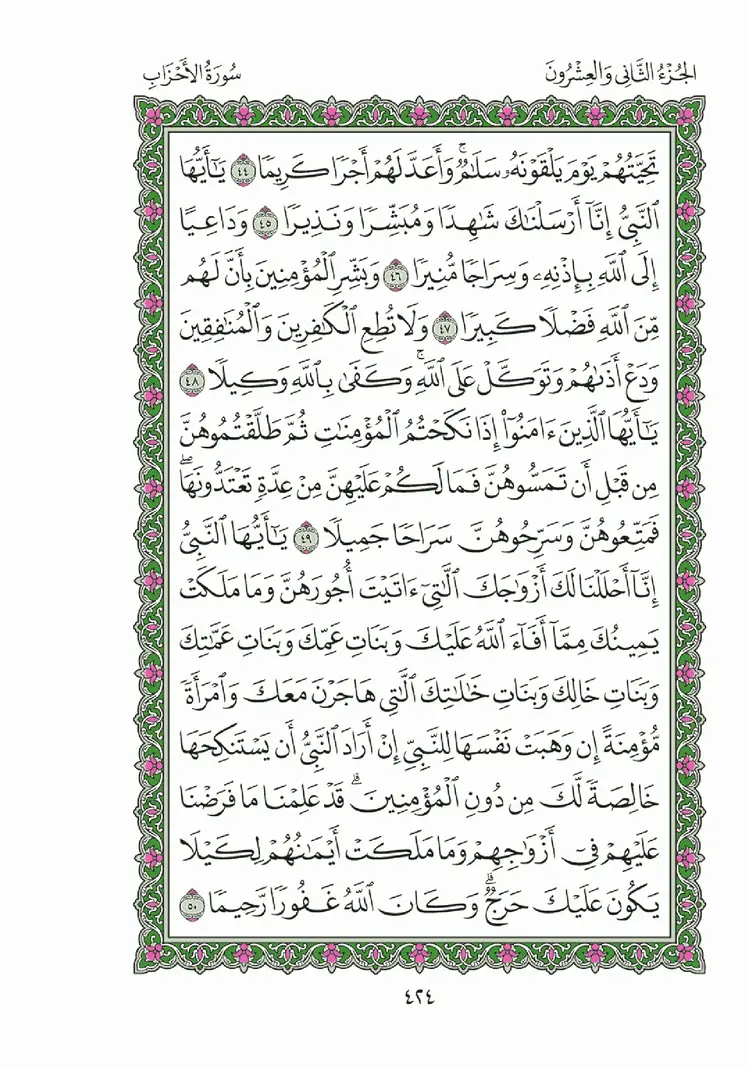 الجُزْءُ الثَّانِي وَالعِشْرُونَ
سُورَةُ الأَحْزَابِ
تَحِيَّتُهُمْ يَوْمَ يَلْقَوْنَهُۥ سَلَٰمٌۚ وَأَعَدَّ لَهُمْ أَجْرًا كَرِيمًا ٤٤ يَٰٓأَيُّهَا
ٱلنَّبِيُّ إِنَّآ أَرْسَلْنَٰكَ شَٰهِدًا وَمُبَشِّرًا وَنَذِيرًا ٤٥ وَدَاعِيًا
إِلَى ٱللَّهِ بِإِذْنِهِۦ وَسِرَاجًا مُّنِيرًا ٤٦ وَبَشِّرِ ٱلْمُؤْمِنِينَ بِأَنَّ لَهُم
مِّنَ ٱللَّهِ فَضْلًا كَبِيرًا ٤٧ وَلَا تُطِعِ ٱلْكَٰفِرِينَ وَٱلْمُنَٰفِقِينَ
وَدَعْ أَذَىٰهُمْ وَتَوَكَّلْ عَلَى ٱللَّهِۚ وَكَفَىٰ بِٱللَّهِ وَكِيلًا ٤٨
يَٰٓأَيُّهَا ٱلَّذِينَ ءَامَنُوٓا۟ إِذَا نَكَحْتُمُ ٱلْمُؤْمِنَٰتِ ثُمَّ طَلَّقْتُمُوهُنَّ
مِن قَبْلِ أَن تَمَسُّوهُنَّ فَمَا لَكُمْ عَلَيْهِنَّ مِنْ عِدَّةٍ تَعْتَدُّونَهَاۖ
فَمَتِّعُوهُنَّ وَسَرِّحُوهُنَّ سَرَاحًا جَمِيلًا ٤٩ يَٰٓأَيُّهَا ٱلنَّبِيُّ
إِنَّآ أَحْلَلْنَا لَكَ أَزْوَٰجَكَ ٱلَّٰتِيٓ ءَاتَيْتَ أُجُورَهُنَّ وَمَا مَلَكَتْ
يَمِينُكَ مِمَّآ أَفَآءَ ٱللَّهُ عَلَيْكَ وَبَنَاتِ عَمِّكَ وَبَنَاتِ عَمَّٰتِكَ
وَبَنَاتِ خَالِكَ وَبَنَاتِ خَٰلَٰتِكَ ٱلَّٰتِي هَاجَرْنَ مَعَكَ وَٱمْرَأَةً
مُّؤْمِنَةً إِن وَهَبَتْ نَفْسَهَا لِلنَّبِيِّ إِنْ أَرَادَ ٱلنَّبِيُّ أَن يَسْتَنكِحَهَا
خَالِصَةً لَّكَ مِن دُونِ ٱلْمُؤْمِنِينَۗ قَدْ عَلِمْنَا مَا فَرَضْنَا
عَلَيْهِمْ فِيٓ أَزْوَٰجِهِمْ وَمَا مَلَكَتْ أَيْمَٰنُهُمْ لِكَيْلَا
يَكُونَ عَلَيْكَ حَرَجٌۗ وَكَانَ ٱللَّهُ غَفُورًا رَّحِيمًا ٥٠
٤٢٤